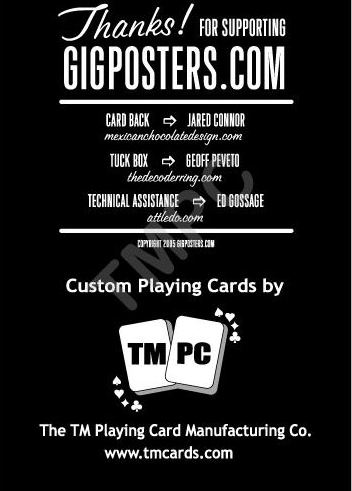 Thanks! FOR SUPPORTING
GIGPOSTERS.COM
CARD BACK ⇨ JARED CONNOR
mexicanchocolatedesign.com
TUCK BOX ⇨ GEOFF PEVETO
thedecoderring.com
TECHNICAL ASSISTANCE ⇨ ED GOSSAGE
attledo.com
COPYRIGHT 2005 GIGPOSTERS.COM
TMPC
Custom Playing Cards by
TM PC
The TM Playing Card Manufacturing Co.
www.tmcards.com